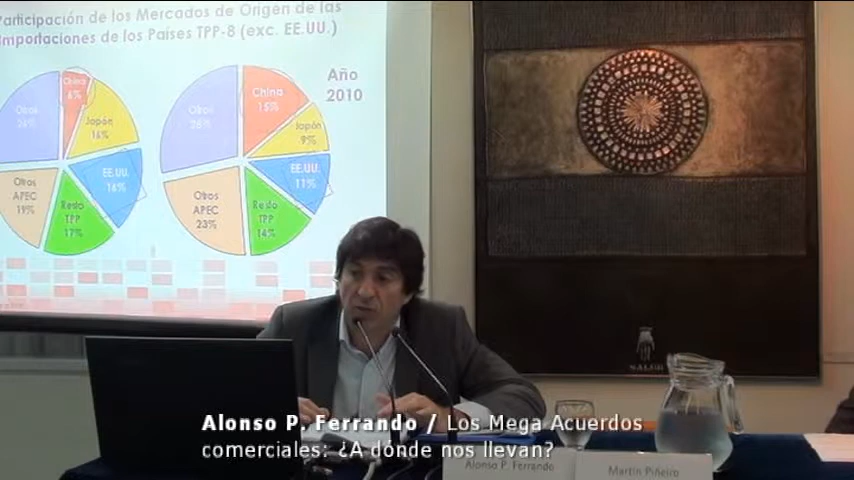 Participación de los Mercados de Origen de las
Importaciones de los Países TPP-8 (exc. EE.UU.)
Año
2010
China
6%
Japón
16%
EE.UU.
16%
Resto
TPP
17%
Otros
APEC
19%
Otros
26%
China
15%
Japón
9%
EE.UU.
11%
Resto
TPP
14%
Otros
APEC
23%
Otros
28%
SALUD
Alonso P. Ferrando / Los Mega Acuerdos
comerciales: ¿A dónde nos llevan?
Alonso P. Ferrando
Martín Piñeiro